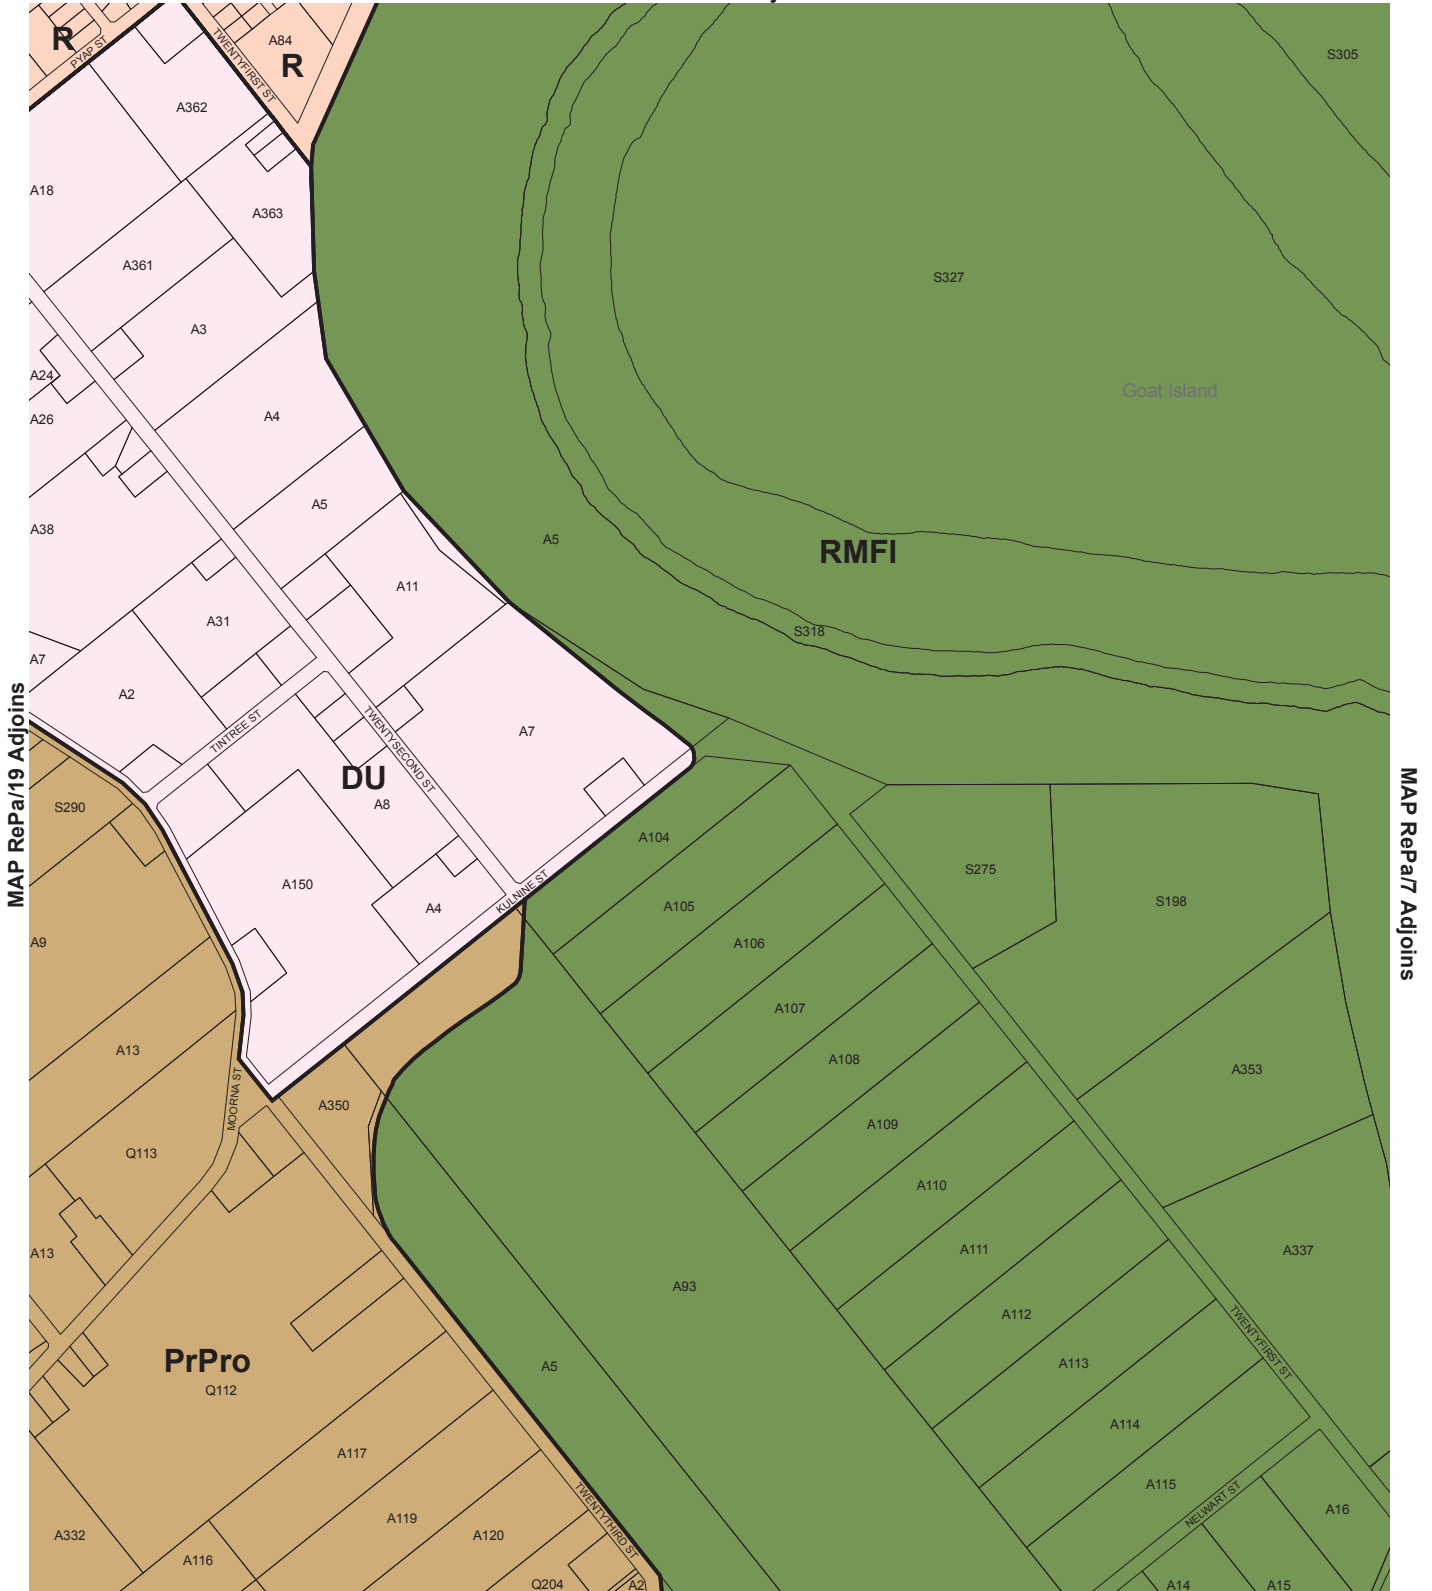 R
PYAP ST
A84
R
TWENTYFIRST ST
S305
A362
A18
A363
A361
S327
A3
A24
Goat Island
A26
A4
A5
A38
A5
RMFI
A11
A31
S318
A7
A2
TINTREE ST
TWENTYSECOND ST
A7
MAP RePa/19 Adjoins
DU
A8
S290
MAP RePa/7 Adjoins
A104
S275
A150
KULNINE ST
S198
A105
A4
A9
A106
A107
A13
A108
A353
MOORNA ST
A350
A109
Q113
A110
A13
A111
A337
A93
A112
TWENTYFIRST ST
PrPro
A113
A5
Q112
A114
A117
A115
NELWART ST
A16
A119
TWENTYTHIRD ST
A332
A120
A116
Q204
A2
A14
A15